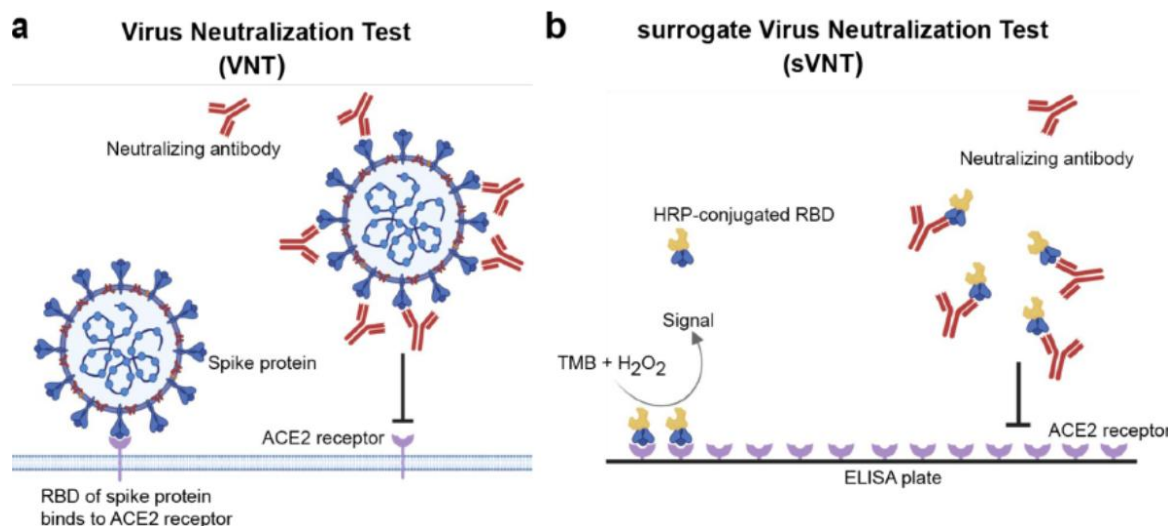 a
Virus Neutralization Test
(VNT)
Neutralizing antibody
Spike protein
ACE2 receptor
RBD of spike protein
binds to ACE2 receptor
b
surrogate Virus Neutralization Test
(sVNT)
Neutralizing antibody
HRP-conjugated RBD
Signal
TMB + H₂O₂
ACE2 receptor
ELISA plate